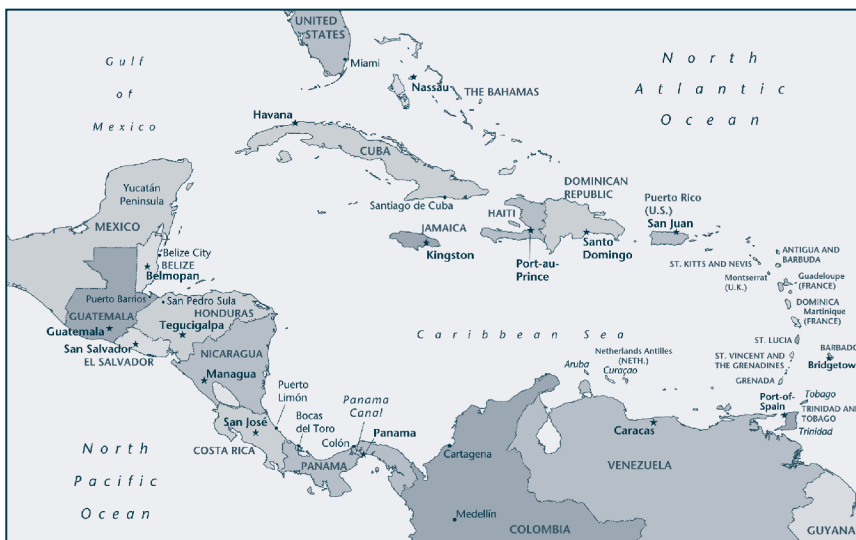 UNITED
STATES
Miami
Gulf
of
Mexico
North
Atlantic
Ocean
Nassau
THE BAHAMAS
Havana
CUBA
Santiago de Cuba
Yucatán
Peninsula
MEXICO
DOMINICAN
REPUBLIC
HAITI
Puerto Rico
(U.S.)
San Juan
JAMAICA
Kingston
Port-au-
Prince
Santo
Domingo
Belize City
BELIZE
Belmopan
ANTIGUA AND
BARBUDA
ST. KITTS AND NEVIS
Montserrat
(U.K.)
Guadeloupe
(FRANCE)
DOMINICA
Martinique
(FRANCE)
Puerto Barrios
San Pedro Sula
HONDURAS
GUATEMALA
Tegucigalpa
Guatemala
San Salvador
EL SALVADOR
NICARAGUA
Managua
Caribbean Sea
ST. LUCIA
BARBADO
Bridgetow
ST. VINCENT AND
THE GRENADINES
GRENADA
Netherlands Antilles
(NETH.)
Aruba
Curaçao
Port-of-
Spain
Tobago
TRINIDAD AND
TOBAGO
Trinidad
Puerto
Limón
Bocas
del Toro
Panama
Canal
Colón
Panama
San José
COSTA RICA
PANAMA
Cartagena
Caracas
VENEZUELA
Medellín
COLOMBIA
GUYANA
North
Pacific
Ocean